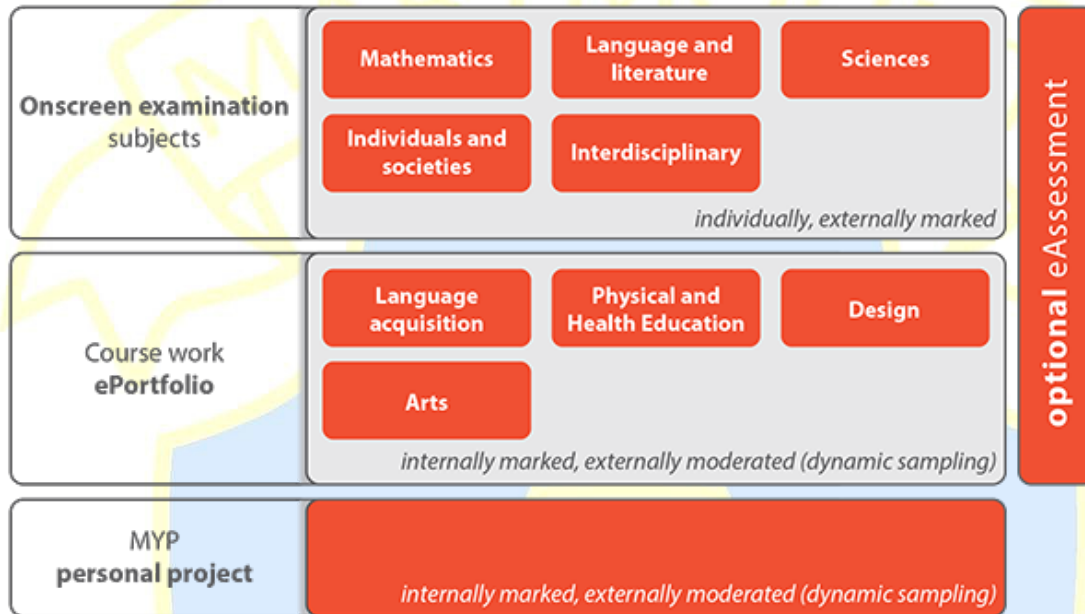 Onscreen examination
subjects
Mathematics
Language and
literature
Sciences
Individuals and
societies
Interdisciplinary
individually, externally marked
Course work
ePortfolio
Language
acquisition
Physical and
Health Education
Design
Arts
internally marked, externally moderated (dynamic sampling)
MYP
personal project
internally marked, externally moderated (dynamic sampling)
optional eAssessment